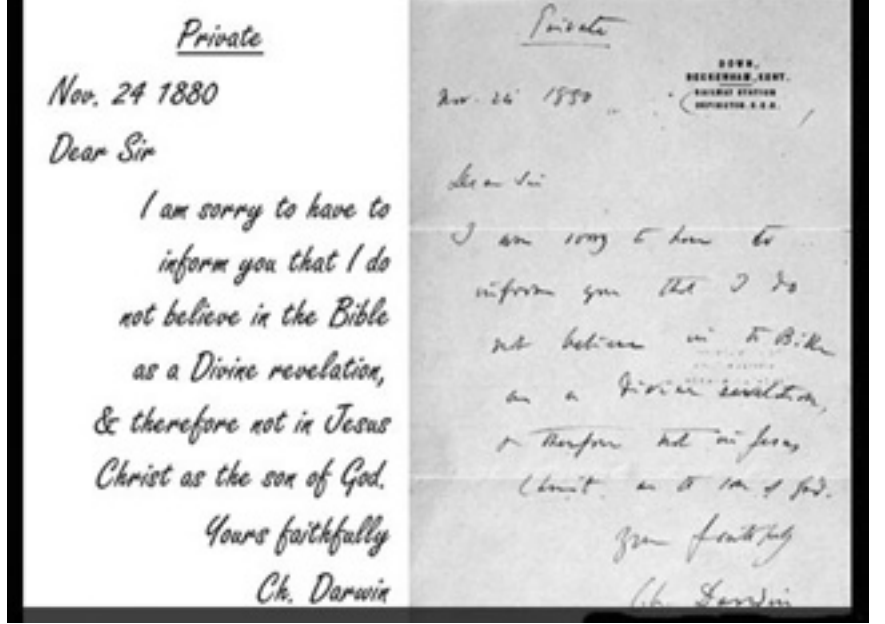 Private
Nov. 24 1880
Dear Sir
I am sorry to have to
inform you that I do
not believe in the Bible
as a Divine revelation,
& therefore not in Jesus
Christ as the son of God.
Yours faithfully
Ch. Darwin
Private
DOWN,
BECKENHAM, KENT.
RAILWAY STATION
ORPINGTON. S.E.R.
Nov. 24 1880
Dear Sir
I am sorry to have to
inform you that I do
not believe in the Bible
as a Divine revelation,
& therefore not in Jesus
Christ as the son of God.
Yours faithfully
Ch. Darwin